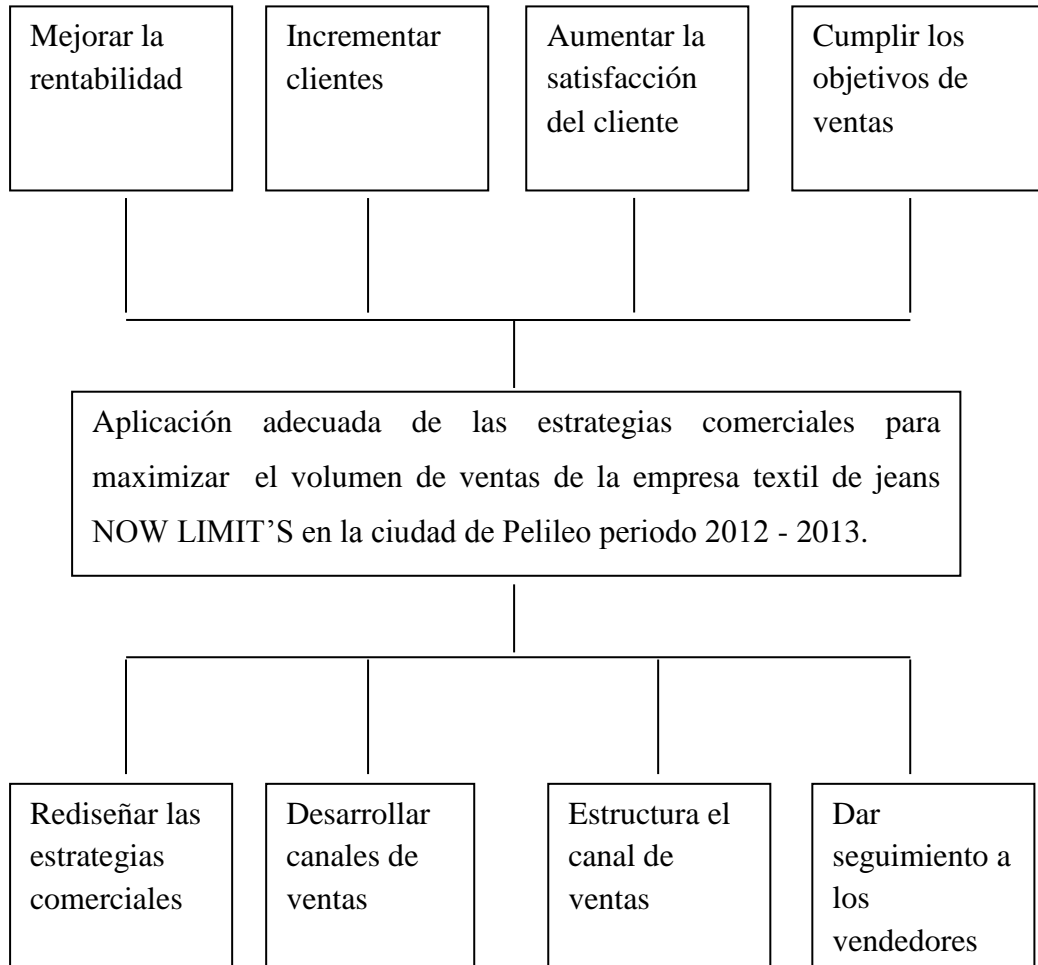 Mejorar la
rentabilidad
Incrementar
clientes
Aumentar la
satisfacción
del cliente
Cumplir los
objetivos de
ventas
Aplicación adecuada de las estrategias comerciales para
maximizar el volumen de ventas de la empresa textil de jeans
NOW LIMIT’S en la ciudad de Pelileo periodo 2012 - 2013.
Rediseñar las
estrategias
comerciales
Desarrollar
canales de
ventas
Estructura el
canal de
ventas
Dar
seguimiento a
los
vendedores